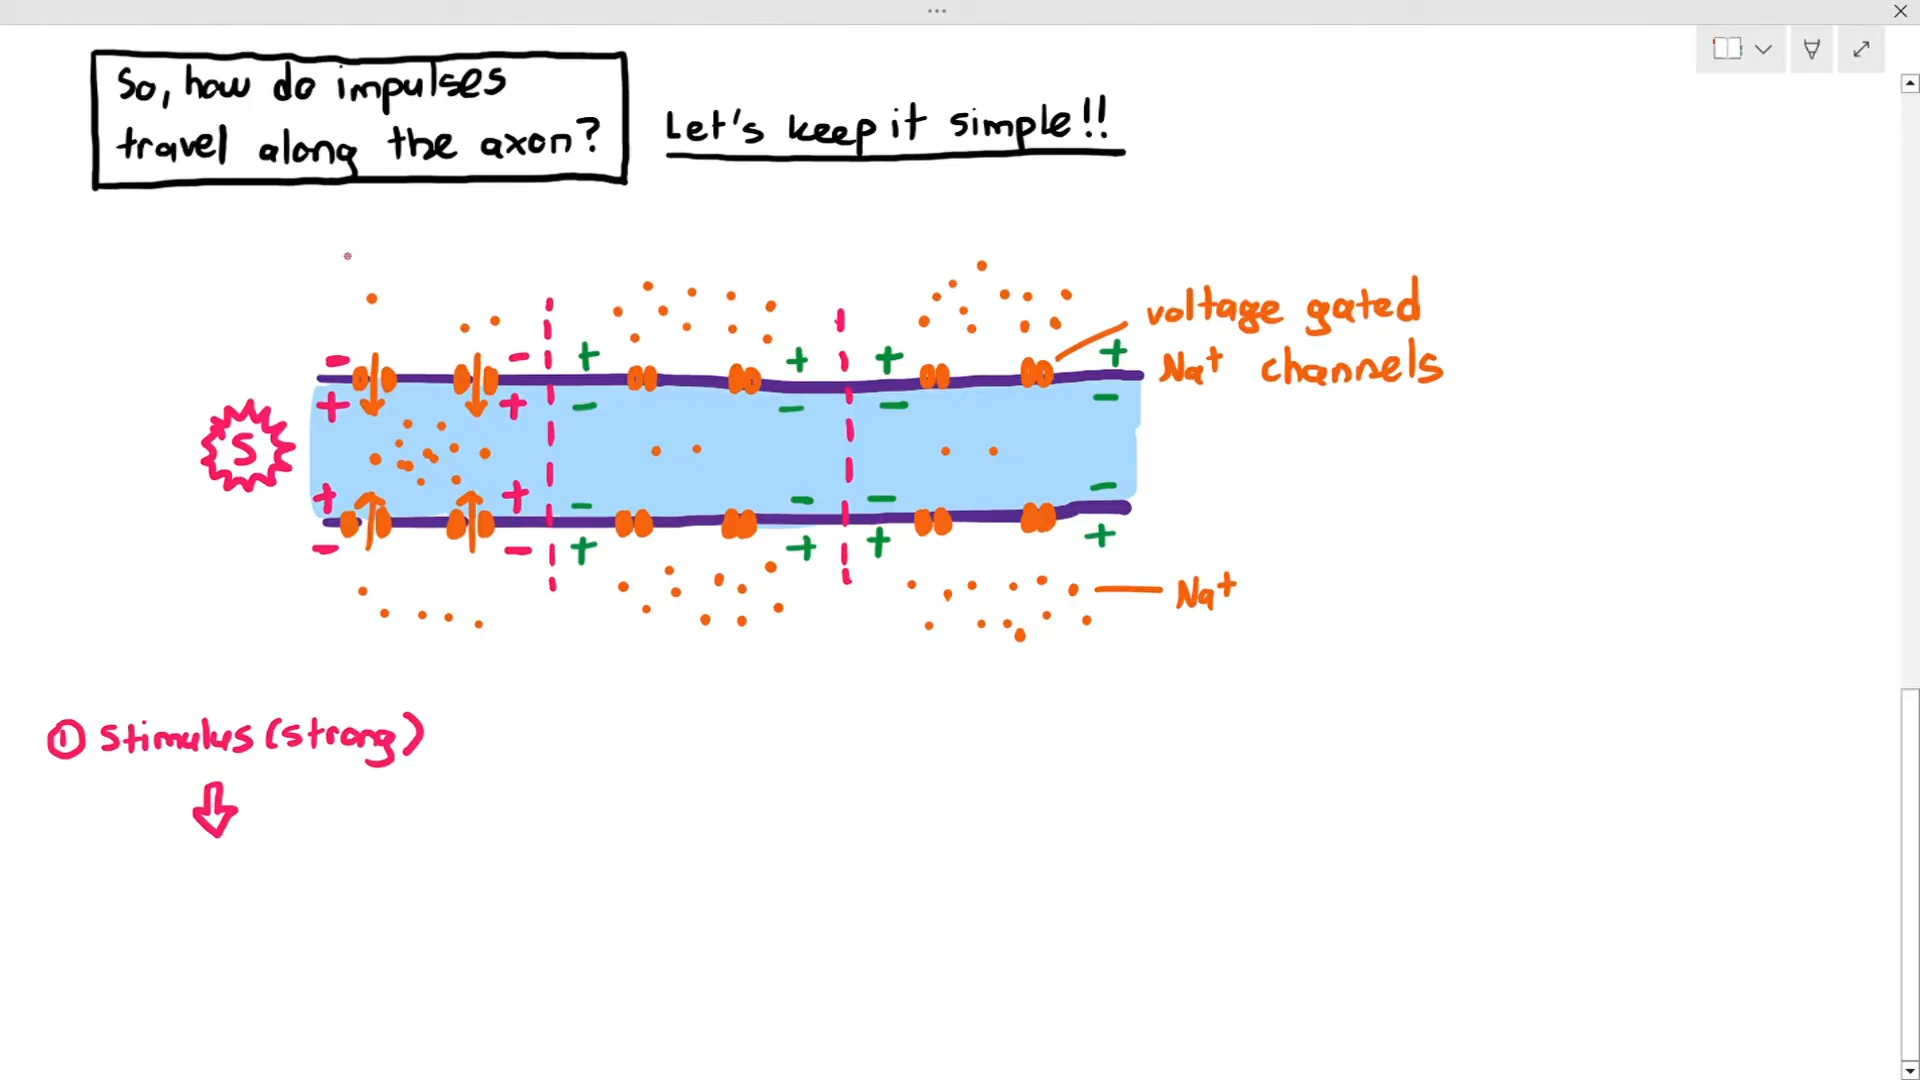 So, how do impulses
travel along the axon?
Let's keep it simple!!
voltage gated
Na⁺ channels
- - + + + +
+ + - - - -
S
+ + - - - -
- - + + + +
Na⁺
① Stimulus (strong)